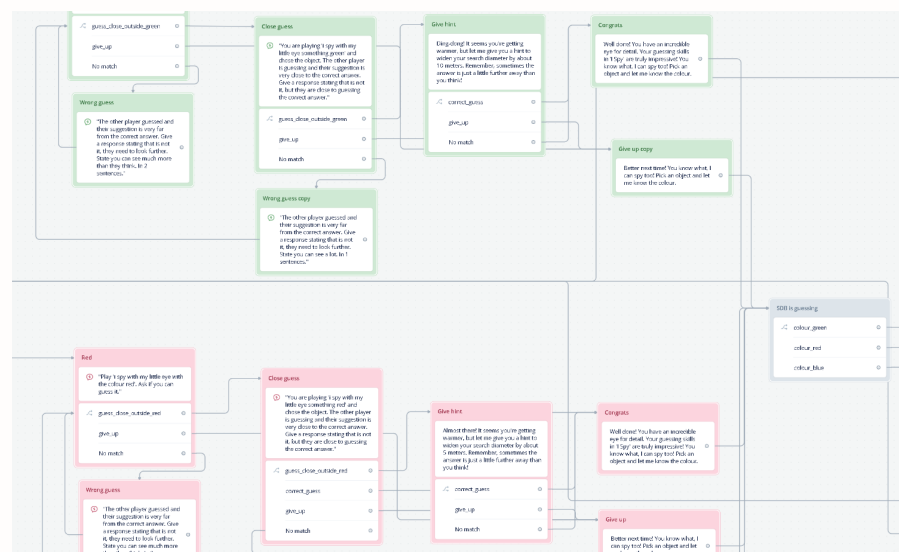 guess_close_outside_green
give_up
No match
Wrong guess
"The other player guessed and
their suggestion is very far
from the correct answer. Give
a response stating that is not
it, they need to look further.
State you can see much more
than they think. In 2
sentences."
Close guess
"You are playing 'I spy with my
little eye something green' and
chose the object. The other player
is guessing and their suggestion is
very close to the correct answer.
Give a response stating that is not
it, but they are close to guessing
the correct answer."
guess_close_outside_green
give_up
No match
Wrong guess copy
"The other player guessed and
their suggestion is very far
from the correct answer. Give
a response stating that is not
it, they need to look further.
State you can see a lot. In 1
sentences."
Give hint
Ding-dong! It seems you're getting
warmer, but let me give you a hint to
widen your search diameter by about
10 meters. Remember, sometimes the
answer is just a little further away than
you think!
correct_guess
give_up
No match
Congrats
Well done! You have an incredible
eye for detail. Your guessing skills
in 'I Spy' are truly impressive! You
know what, I can spy too! Pick an
object and let me know the colour.
Give up copy
Better next time! You know what, I
can spy too! Pick an object and let
me know the colour.
SDB is guessing
colour_green
colour_red
colour_blue
Red
"Play 'I spy with my little eye with
the colour red'. Ask if you can
guess it."
guess_close_outside_red
give_up
No match
Wrong guess
"The other player guessed and
their suggestion is very far
from the correct answer. Give
a response stating that is not
it, they need to look further.
State you can see much more
Close guess
"You are playing 'I spy with my
little eye something red' and
chose the object. The other player
is guessing and their suggestion is
very close to the correct answer.
Give a response stating that is not
it, but they are close to guessing
the correct answer."
guess_close_outside_red
correct_guess
give_up
No match
Give hint
Almost there! It seems you're getting
warmer, but let me give you a hint to
widen your search diameter by about
5 meters. Remember, sometimes the
answer is just a little further away than
you think!
correct_guess
give_up
No match
Congrats
Well done! You have an incredible
eye for detail. Your guessing skills
in 'I Spy' are truly impressive! You
know what, I can spy too! Pick an
object and let me know the colour.
Give up
Better next time! You know what, I
can spy too! Pick an object and let